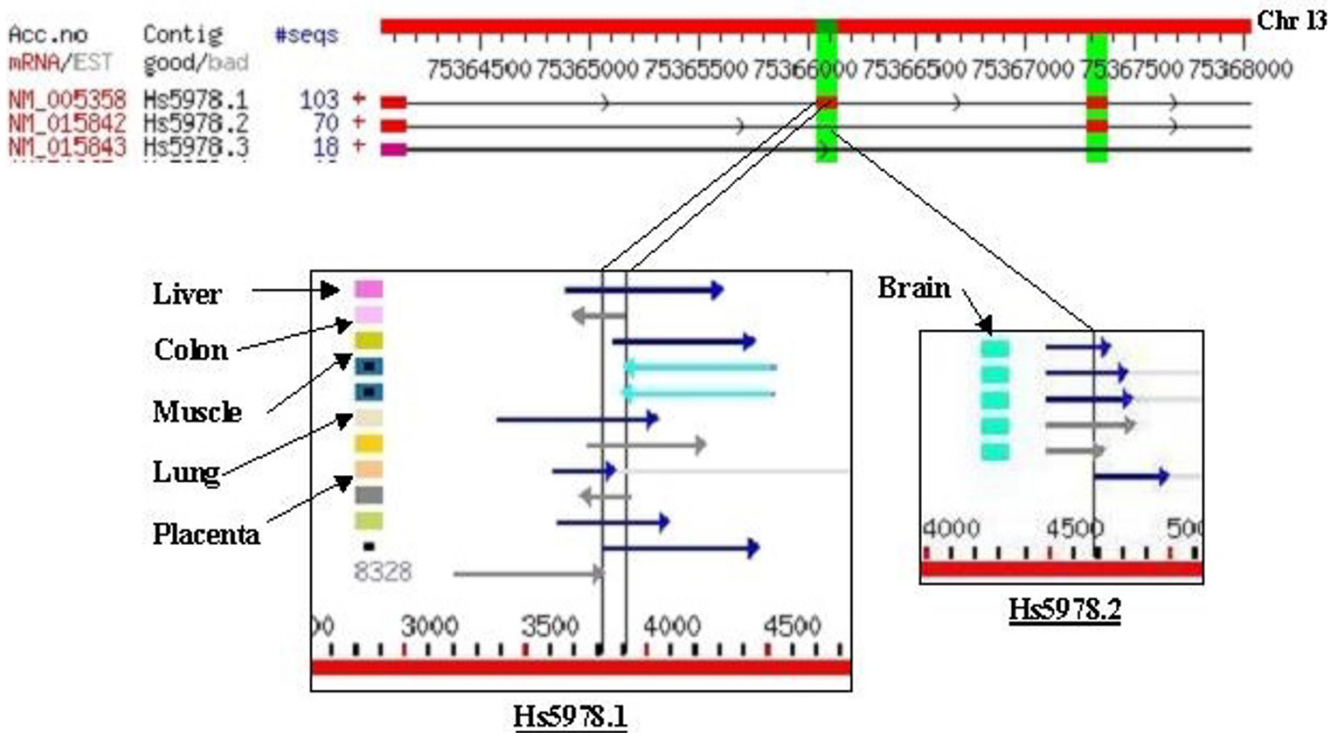 Chr 13
Acc.no Contig #seqs
mRNA/EST good/bad
75364500 75365000 75365500 75366000 75366500 75367000 75367500 75368000
NM_005358 Hs5978.1 103 +
NM_015842 Hs5978.2 70 +
NM_015843 Hs5978.3 18 +
Liver
Colon
Muscle
Lung
Placenta
8328
00 3000 3500 4000 4500
Hs5978.1
Brain
4000 4500 500
Hs5978.2